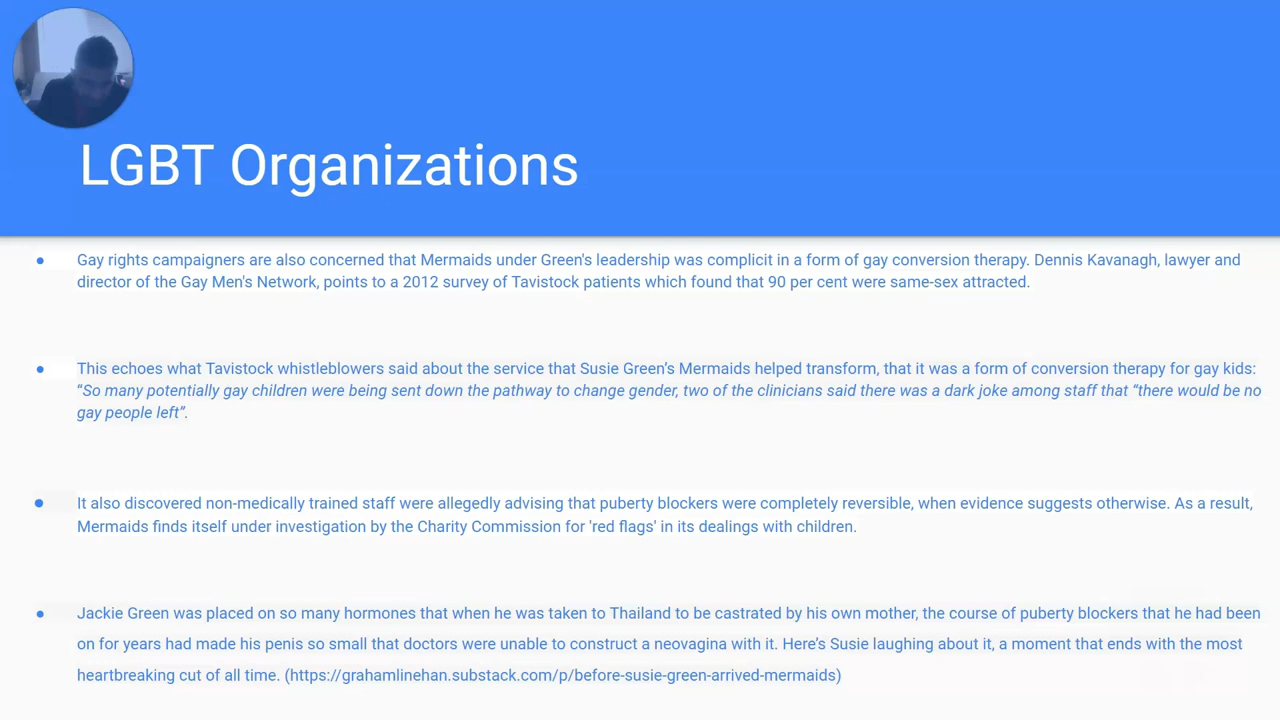 LGBT Organizations
● Gay rights campaigners are also concerned that Mermaids under Green's leadership was complicit in a form of gay conversion therapy. Dennis Kavanagh, lawyer and
director of the Gay Men's Network, points to a 2012 survey of Tavistock patients which found that 90 per cent were same-sex attracted.
● This echoes what Tavistock whistleblowers said about the service that Susie Green’s Mermaids helped transform, that it was a form of conversion therapy for gay kids:
“So many potentially gay children were being sent down the pathway to change gender, two of the clinicians said there was a dark joke among staff that “there would be no
gay people left”.
● It also discovered non-medically trained staff were allegedly advising that puberty blockers were completely reversible, when evidence suggests otherwise. As a result,
Mermaids finds itself under investigation by the Charity Commission for 'red flags' in its dealings with children.
● Jackie Green was placed on so many hormones that when he was taken to Thailand to be castrated by his own mother, the course of puberty blockers that he had been
on for years had made his penis so small that doctors were unable to construct a neovagina with it. Here’s Susie laughing about it, a moment that ends with the most
heartbreaking cut of all time. (https://grahamlinehan.substack.com/p/before-susie-green-arrived-mermaids)